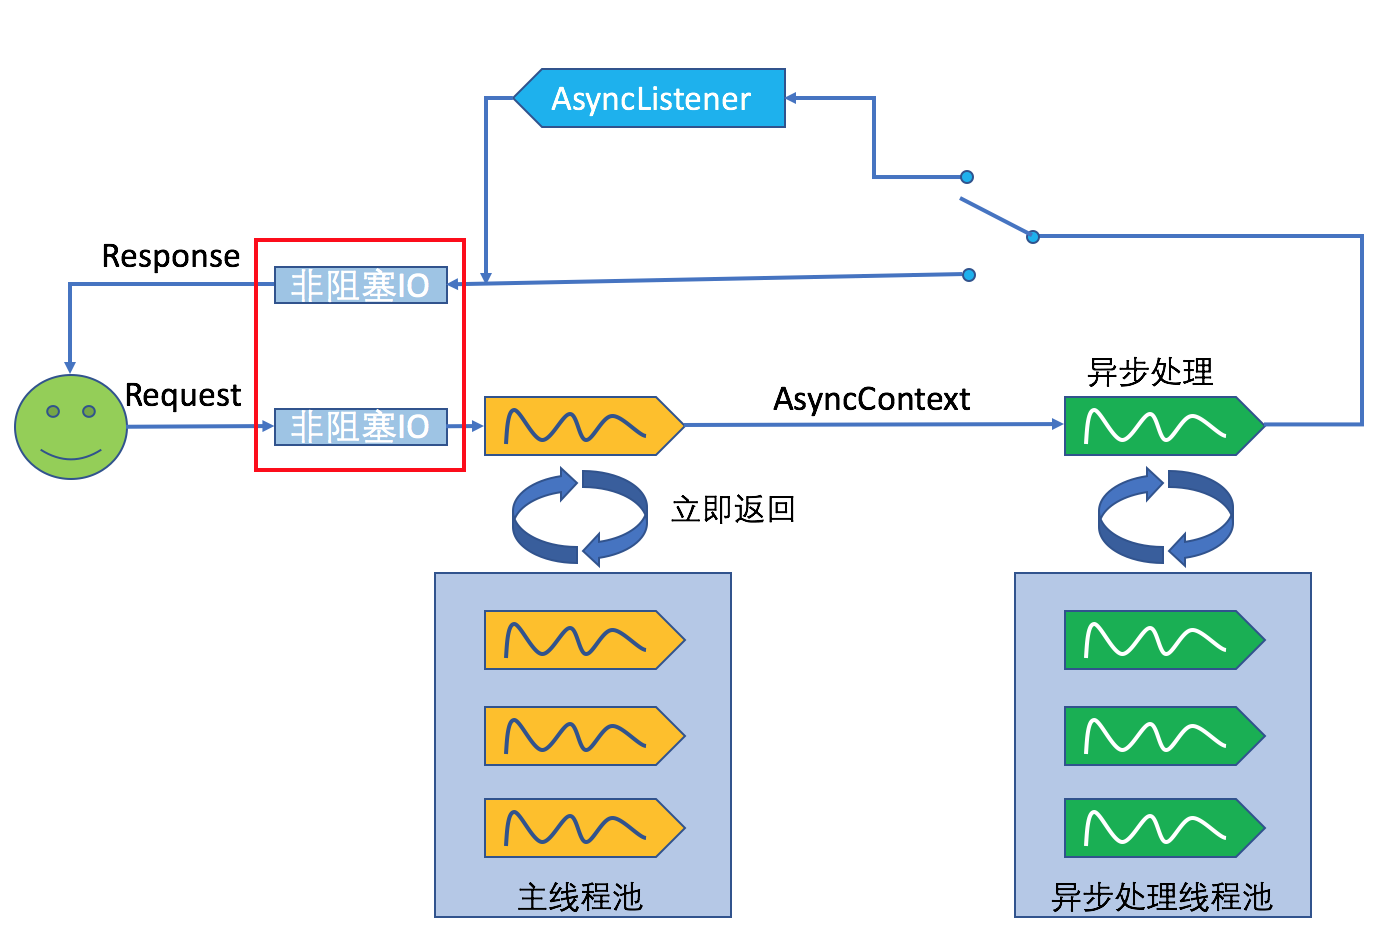 AsyncListener
Response
非阻塞IO
Request
非阻塞IO
AsyncContext
异步处理
立即返回
主线程池
异步处理线程池